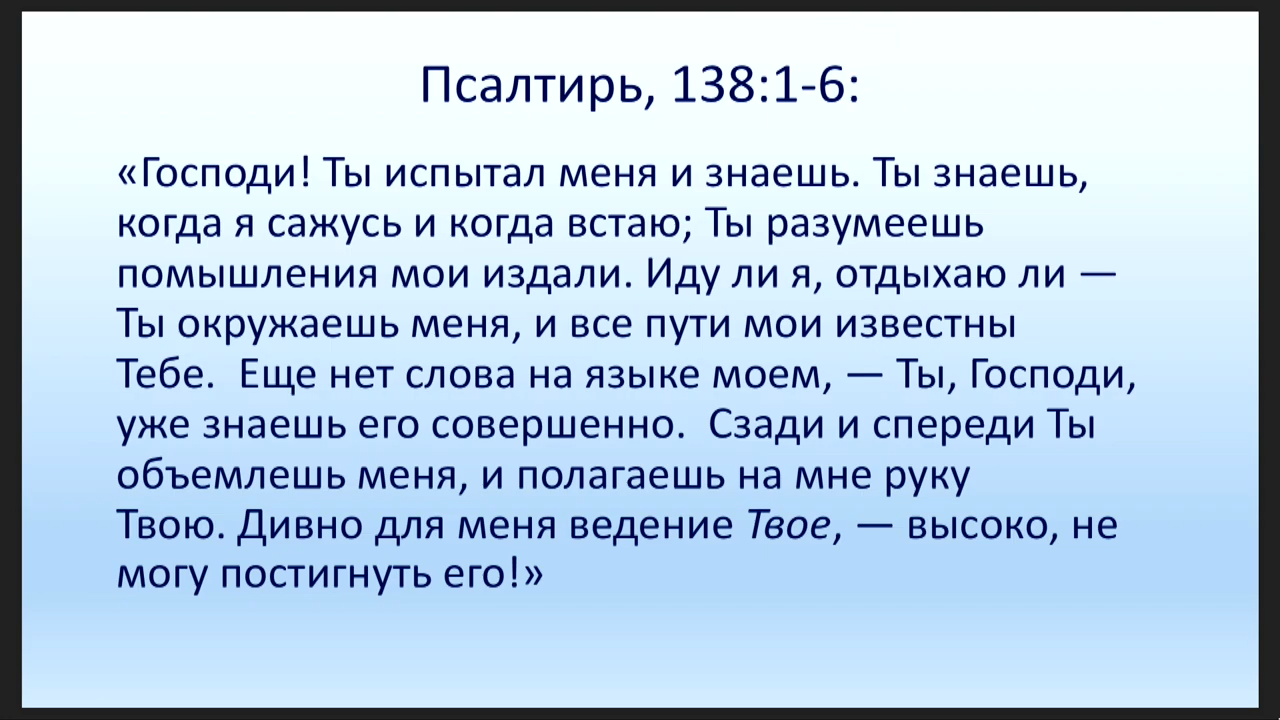 Псалтирь, 138:1-6:
«Господи! Ты испытал меня и знаешь. Ты знаешь,
когда я сажусь и когда встаю; Ты разумеешь
помышления мои издали. Иду ли я, отдыхаю ли —
Ты окружаешь меня, и все пути мои известны
Тебе.  Еще нет слова на языке моем, — Ты, Господи,
уже знаешь его совершенно.  Сзади и спереди Ты
объемлешь меня, и полагаешь на мне руку
Твою. Дивно для меня ведение Твое, — высоко, не
могу постигнуть его!»